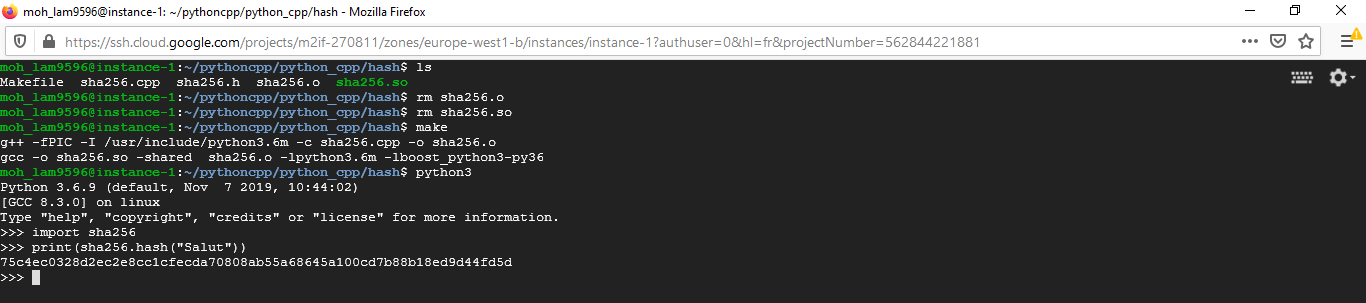 moh_lam9596@instance-1: ~/pythoncpp/python_cpp/hash - Mozilla Firefox
https://ssh.cloud.google.com/projects/m2if-270811/zones/europe-west1-b/instances/instance-1?authuser=0&hl=fr&projectNumber=562844221881
moh_lam9596@instance-1:~/pythoncpp/python_cpp/hash$ ls
Makefile  sha256.cpp  sha256.h  sha256.o  sha256.so
moh_lam9596@instance-1:~/pythoncpp/python_cpp/hash$ rm sha256.o
moh_lam9596@instance-1:~/pythoncpp/python_cpp/hash$ rm sha256.so
moh_lam9596@instance-1:~/pythoncpp/python_cpp/hash$ make
g++ -fPIC -I /usr/include/python3.6m -c sha256.cpp -o sha256.o
gcc -o sha256.so -shared  sha256.o -lpython3.6m -lboost_python3-py36
moh_lam9596@instance-1:~/pythoncpp/python_cpp/hash$ python3
Python 3.6.9 (default, Nov  7 2019, 10:44:02)
[GCC 8.3.0] on linux
Type "help", "copyright", "credits" or "license" for more information.
>>> import sha256
>>> print(sha256.hash("Salut"))
75c4ec0328d2ec2e8cc1cfecda70808ab55a68645a100cd7b88b18ed9d44fd5d
>>>